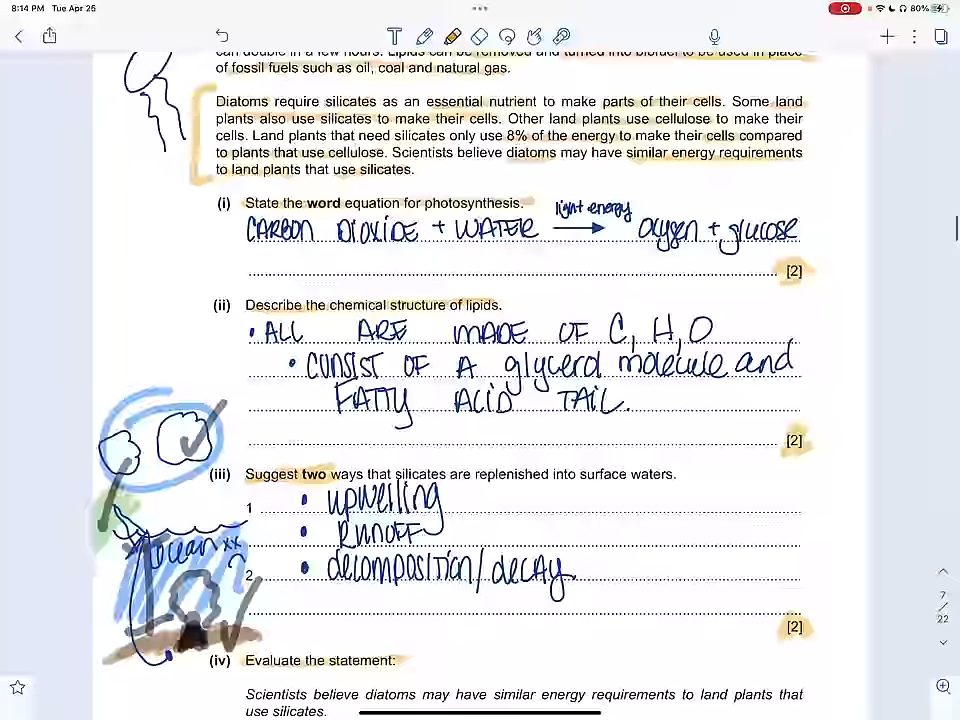 8:14 PM Tue Apr 25
80%
can double in a few hours. Lipids can be removed and turned into biofuel to be used in place
of fossil fuels such as oil, coal and natural gas.
Diatoms require silicates as an essential nutrient to make parts of their cells. Some land
plants also use silicates to make their cells. Other land plants use cellulose to make their
cells. Land plants that need silicates only use 8% of the energy to make their cells compared
to plants that use cellulose. Scientists believe diatoms may have similar energy requirements
to land plants that use silicates.
(i) State the word equation for photosynthesis.
light energy
CARBON DIOXIDE + WATER → oxygen + glucose
[2]
(ii) Describe the chemical structure of lipids.
• ALL ARE MADE OF C, H, O
• CONSIST OF A glycerol molecule and
FATTY ACID TAIL.
[2]
(iii) Suggest two ways that silicates are replenished into surface waters.
1 • upwelling
• RUNOFF
ocean xx
2 • decomposition/decay.
[2]
(iv) Evaluate the statement:
Scientists believe diatoms may have similar energy requirements to land plants that
use silicates.
7
/
22